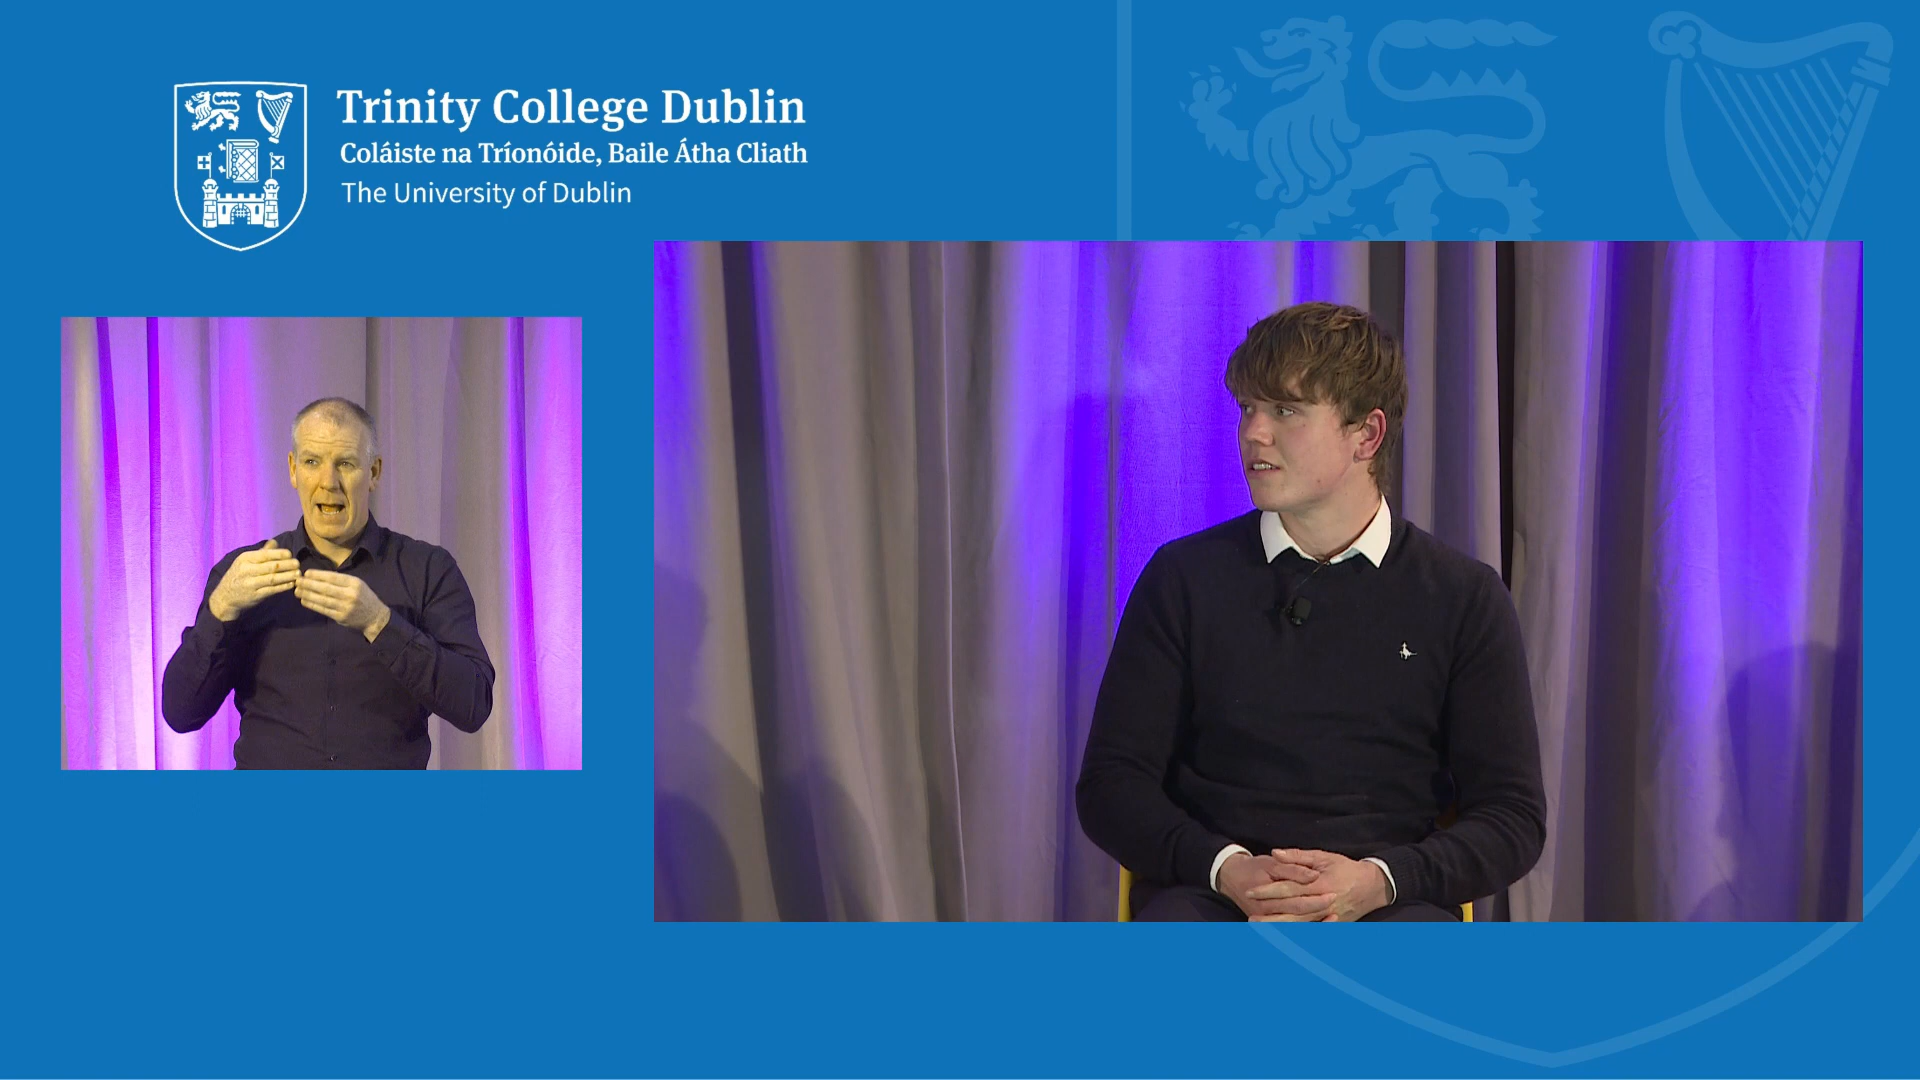 Trinity College Dublin
Coláiste na Tríonóide, Baile Átha Cliath
The University of Dublin